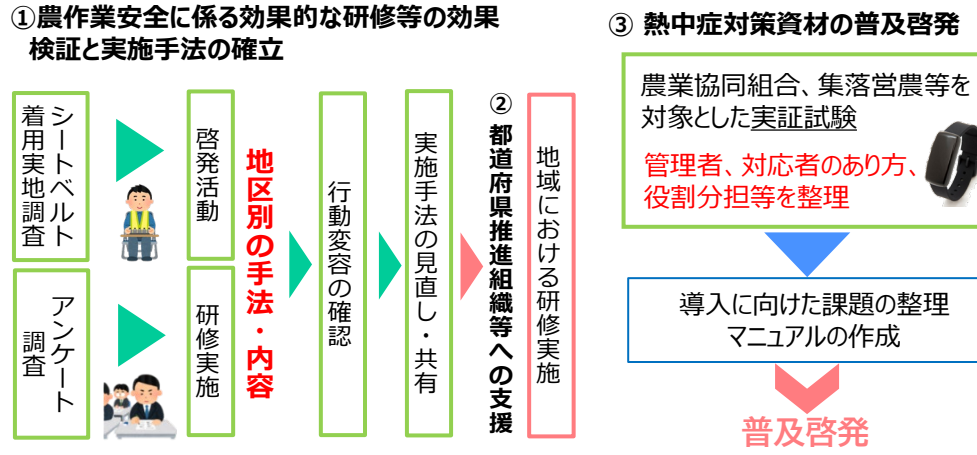 ①農作業安全に係る効果的な研修等の効果
検証と実施手法の確立
シートベルト
着用実地調査
啓発活動
アンケート
調査
研修実施
地区別の手法・内容
行動変容の確認
実施手法の見直し・共有
②
都道府県推進組織等への支援
地域における研修実施
③ 熱中症対策資材の普及啓発
農業協同組合、集落営農等を
対象とした実証試験
管理者、対応者のあり方、
役割分担等を整理
導入に向けた課題の整理
マニュアルの作成
普及啓発